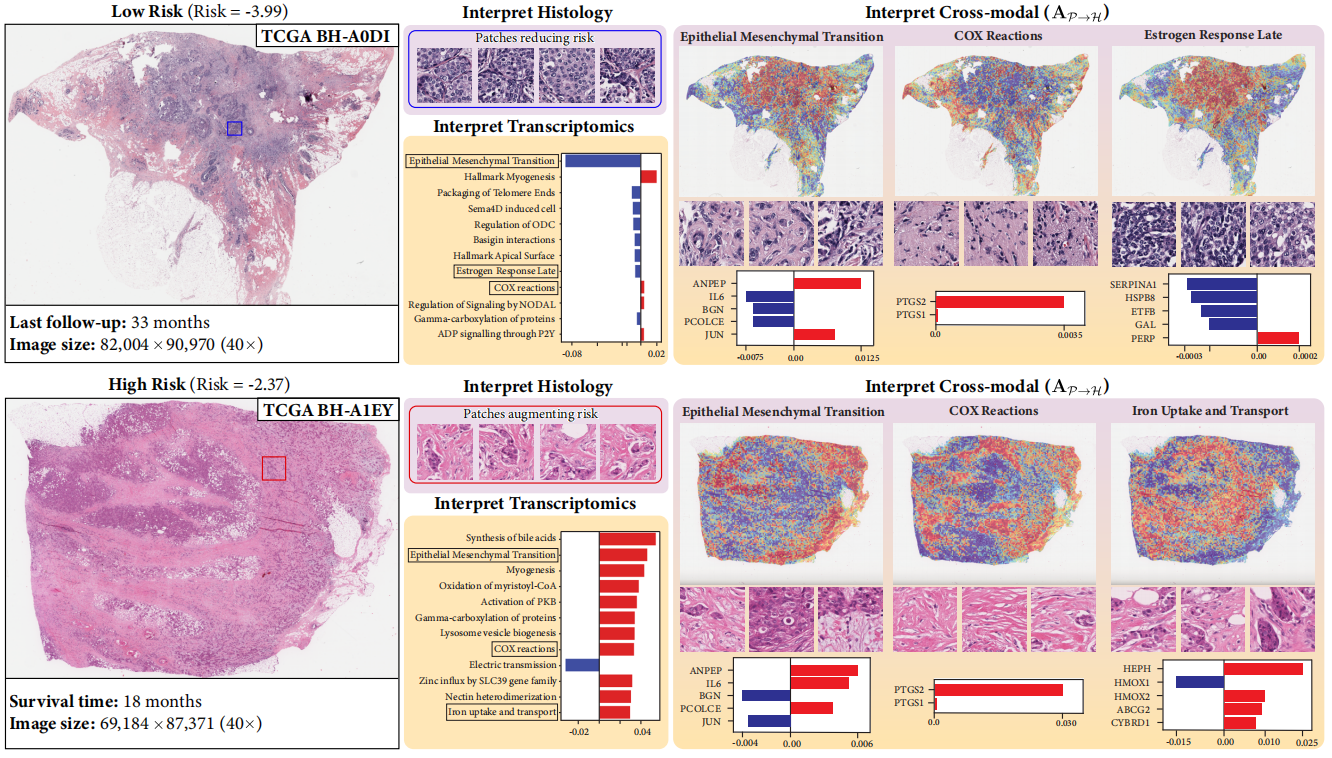 Low Risk (Risk = -3.99)
TCGA BH-A0DI
Last follow-up: 33 months
Image size: 82,004 × 90,970 (40×)
Interpret Histology
Patches reducing risk
Interpret Transcriptomics
Epithelial Mesenchymal Transition
Hallmark Myogenesis
Packaging of Telomere Ends
Sema4D induced cell
Regulation of ODC
Basigin interactions
Hallmark Apical Surface
Estrogen Response Late
COX reactions
Regulation of Signaling by NODAL
Gamma-carboxylation of proteins
ADP signalling through P2Y
-0.08 0.02
Interpret Cross-modal (A𝒫→ℋ)
Epithelial Mesenchymal Transition
COX Reactions
Estrogen Response Late
ANPEP
IL6
BGN
PCOLCE
JUN
-0.0075 0.00 0.0125
PTGS2
PTGS1
0.0 0.0035
SERPINA1
HSPB8
ETFB
GAL
PERP
-0.0003 0.00 0.0002
High Risk (Risk = -2.37)
TCGA BH-A1EY
Survival time: 18 months
Image size: 69,184 × 87,371 (40×)
Interpret Histology
Patches augmenting risk
Interpret Transcriptomics
Synthesis of bile acids
Epithelial Mesenchymal Transition
Myogenesis
Oxidation of myristoyl-CoA
Activation of PKB
Gamma-carboxylation of proteins
Lysosome vesicle biogenesis
COX reactions
Electric transmission
Zinc influx by SLC39 gene family
Nectin heterodimerization
Iron uptake and transport
-0.02 0.04
Interpret Cross-modal (A𝒫→ℋ)
Epithelial Mesenchymal Transition
COX Reactions
Iron Uptake and Transport
ANPEP
IL6
BGN
PCOLCE
JUN
-0.004 0.00 0.006
PTGS2
PTGS1
0.0 0.030
HEPH
HMOX1
HMOX2
ABCG2
CYBRD1
-0.015 0.00 0.010 0.025